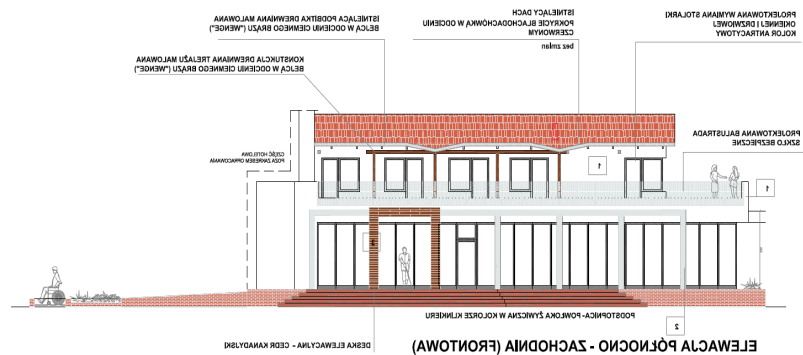 PROJEKTOWANA WYMIANA STOLARKI
OKIENNEJ I DRZWIOWEJ
KOLOR ANTRACYTOWY
ISTNIEJĄCY DACH
POKRYCIE BLACHODACHÓWKĄ W ODCIENIU
CZERWONYM
bez zmian
ISTNIEJĄCA PODBITKA DREWNIANA MALOWANA
BEJCĄ W ODCIENIU CIEMNEGO BRĄZU ("WENGE")
KONSTUKCJA DREWNIANA TREJAŻU MALOWANA
BEJCĄ W ODCIENIU CIEMNEGO BRĄZU ("WENGE")
PROJEKTOWANA BALUSTRADA
SZKŁO BEZPIECZNE
CZĘŚĆ HOTELOWA
POZA ZAKRESEM OPRACOWANIA
1
1
3
2
PODSTOPNICA- POWŁOKA ŻYWICZNA W KOLORZE KLINKIERU
DESKA ELEWACYJNA - CEDR KANADYJSKI
ELEWACJA PÓŁNOCNO - ZACHODNIA (FRONTOWA)